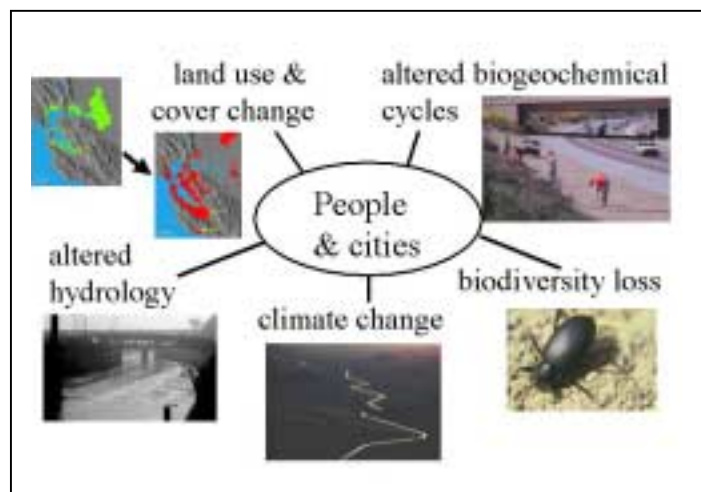 land use &
cover change
altered biogeochemical
cycles
People
& cities
altered
hydrology
climate change
biodiversity loss